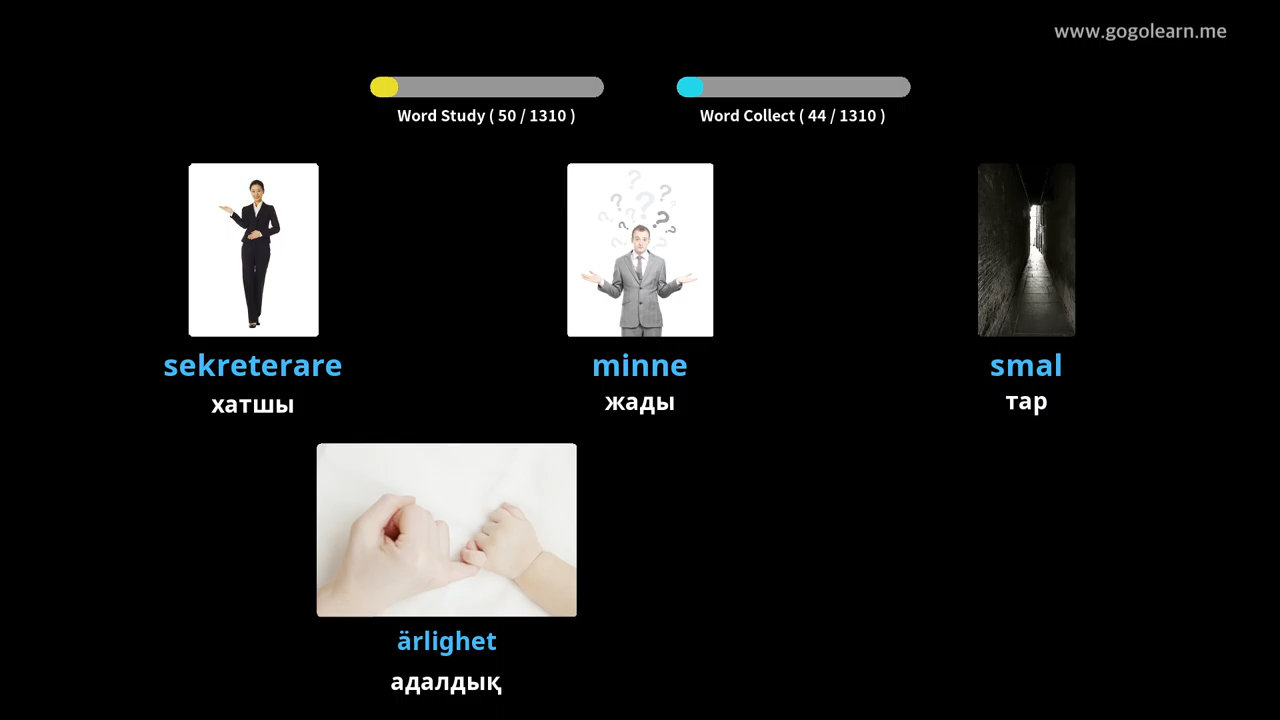 www.gogolearn.me
Word Study ( 50 / 1310 )
Word Collect ( 44 / 1310 )
sekreterare
хатшы
minne
жады
smal
тар
ärlighet
адалдық